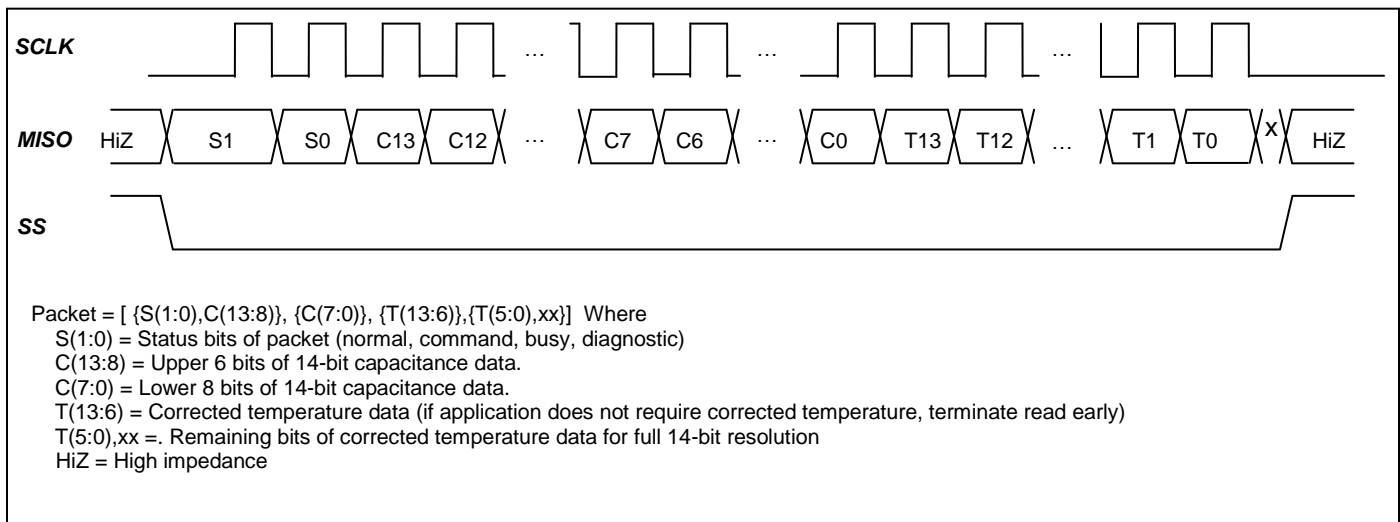 SCLK ... ... ...
MISO HiZ S1 S0 C13 C12 ... C7 C6 ... C0 T13 T12 ... T1 T0 x HiZ
SS
Packet = [ {S(1:0),C(13:8)}, {C(7:0)}, {T(13:6)},{T(5:0),xx}] Where
S(1:0) = Status bits of packet (normal, command, busy, diagnostic)
C(13:8) = Upper 6 bits of 14-bit capacitance data.
C(7:0) = Lower 8 bits of 14-bit capacitance data.
T(13:6) = Corrected temperature data (if application does not require corrected temperature, terminate read early)
T(5:0),xx =. Remaining bits of corrected temperature data for full 14-bit resolution
HiZ = High impedance